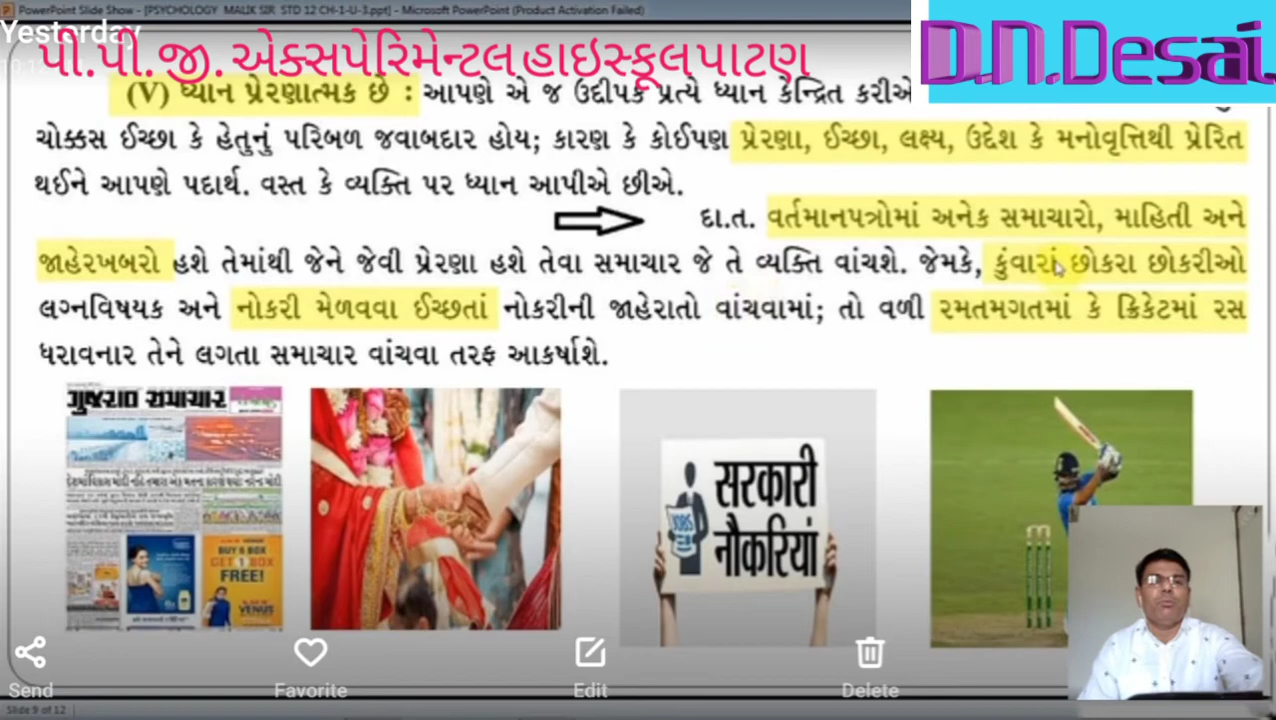 PowerPoint Slide Show - [PSYCHOLOGY MALIK SIR STD 12 CH-1-U-3.ppt] - Microsoft PowerPoint (Product Activation Failed)
Yesterday
પી.પી.જી. એક્સપેરિમેન્ટલ હાઇસ્કૂલ પાટણ
D.N.Desai
(V) ધ્યાન પ્રેરણાત્મક છે : આપણે એ જ ઉદ્દીપક પ્રત્યે ધ્યાન કેન્દ્રિત કરીએ
ચોક્કસ ઈચ્છા કે હેતુનું પરિબળ જવાબદાર હોય; કારણ કે કોઈપણ પ્રેરણા, ઈચ્છા, લક્ષ્ય, ઉદેશ કે મનોવૃત્તિથી પ્રેરિત
થઈને આપણે પદાર્થ. વસ્ત કે વ્યક્તિ પર ધ્યાન આપીએ છીએ.
દા.ત. વર્તમાનપત્રોમાં અનેક સમાચારો, માહિતી અને
જાહેરખબરો હશે તેમાંથી જેને જેવી પ્રેરણા હશે તેવા સમાચાર જે તે વ્યક્તિ વાંચશે. જેમકે, કુંવારાં છોકરા છોકરીઓ
લગ્નવિષયક અને નોકરી મેળવવા ઈચ્છતાં નોકરીની જાહેરાતો વાંચવામાં; તો વળી રમતમગતમાં કે ક્રિકેટમાં રસ
ધરાવનાર તેને લગતા સમાચાર વાંચવા તરફ આકર્ષાશે.
ગુજરાત સમાચાર
BUY 6 BOX
GET 1 BOX
FREE!
VENUS
JOBS
सरकारी
नौकरियां
Send
Favorite
Edit
Delete
Slide 9 of 12